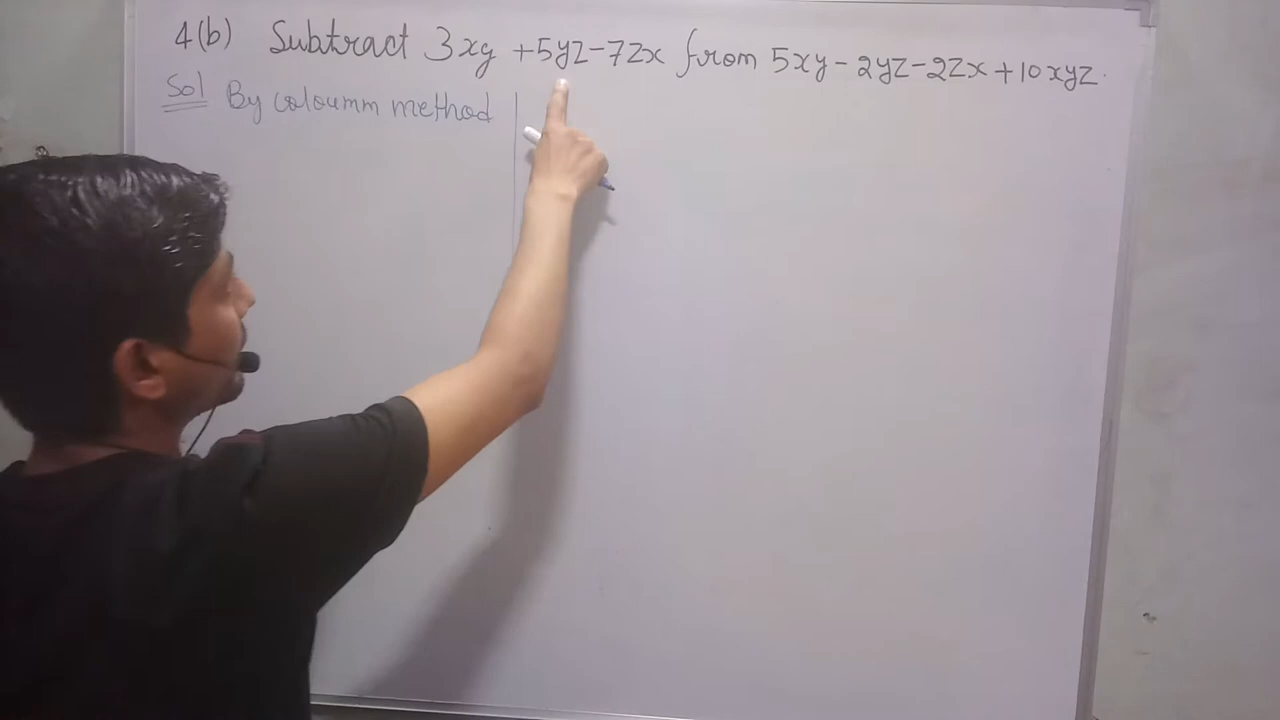 4(b) Subtract 3xy +5yz-7zx from 5xy-2yz-2zx+10xyz.
Sol By coloumm method